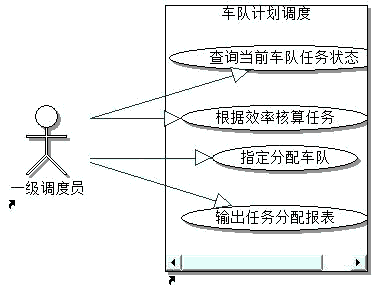 车队计划调度
查询当前车队任务状态
根据效率核算任务
指定分配车队
一级调度员
输出任务分配报表